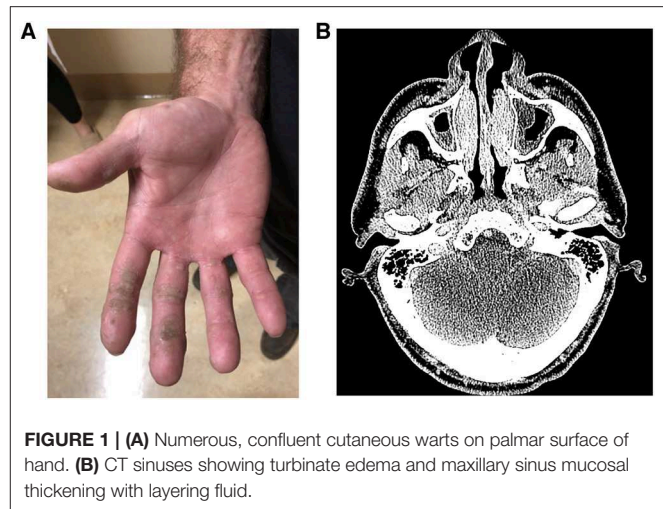 A
B
FIGURE 1 | (A) Numerous, confluent cutaneous warts on palmar surface of
hand. (B) CT sinuses showing turbinate edema and maxillary sinus mucosal
thickening with layering fluid.